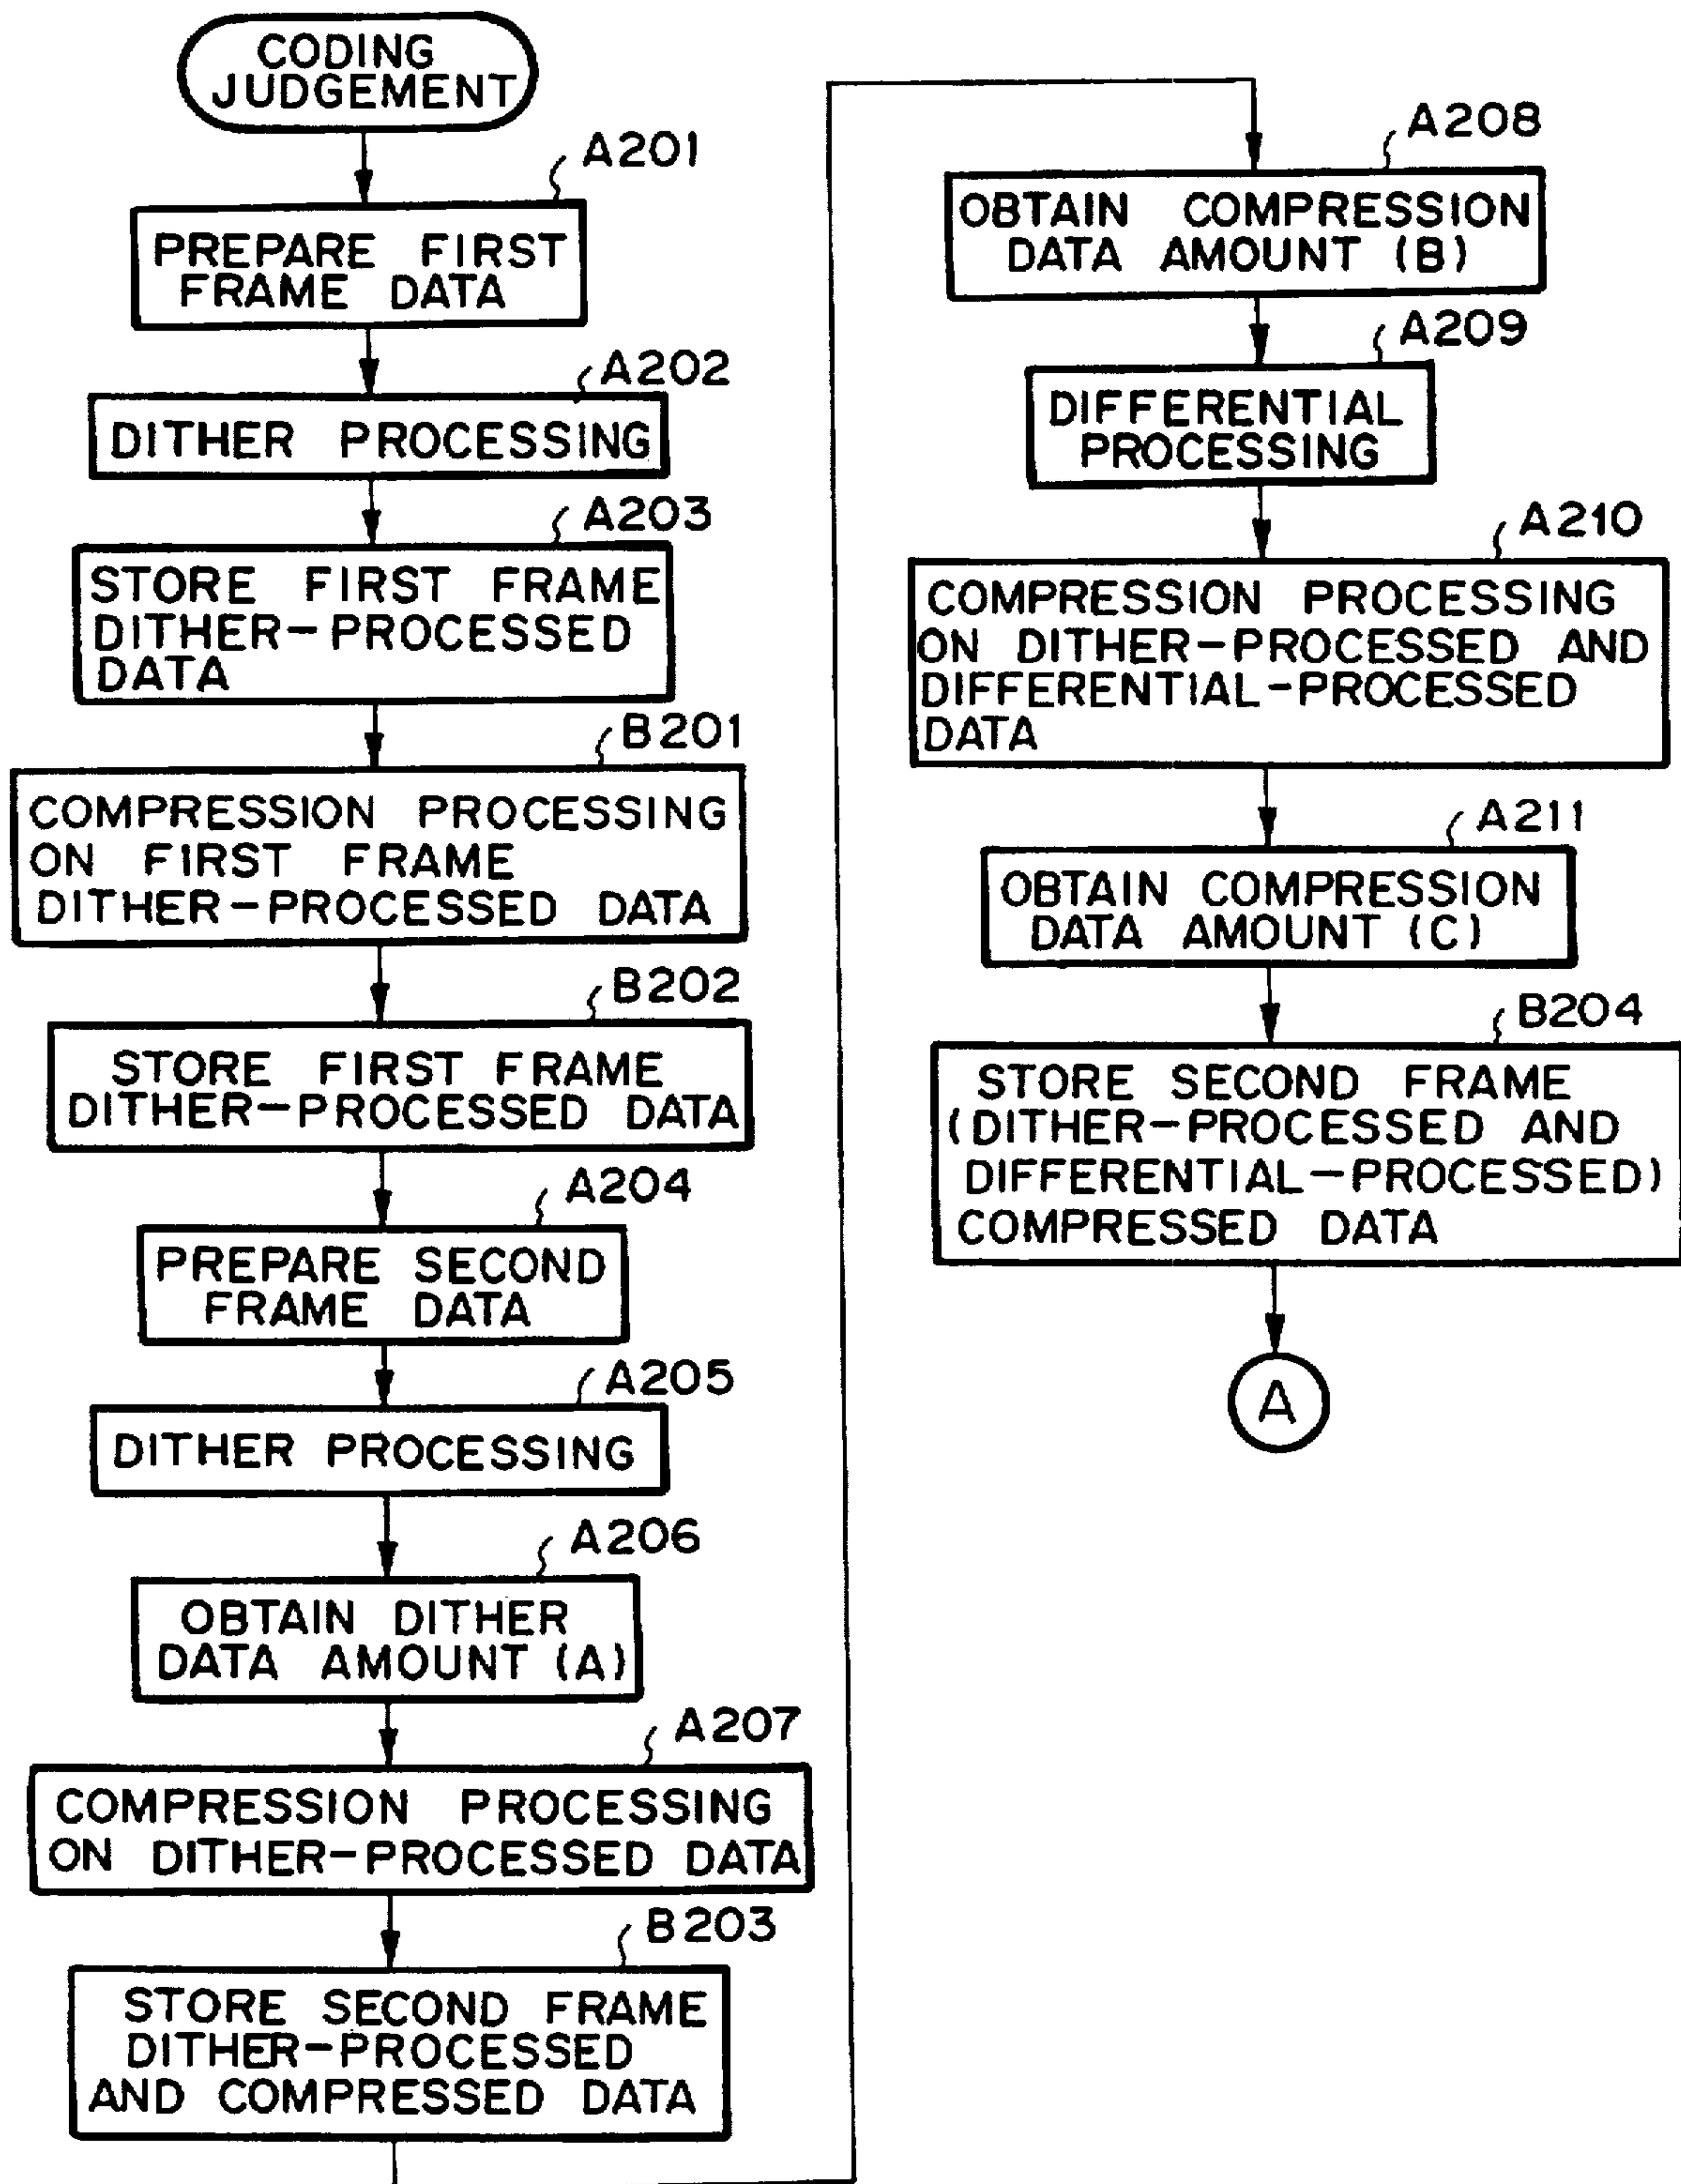 CODING
JUDGEMENT
A201
PREPARE FIRST
FRAME DATA
A202
DITHER PROCESSING
A203
STORE FIRST FRAME
DITHER-PROCESSED
DATA
B201
COMPRESSION PROCESSING
ON FIRST FRAME
DITHER-PROCESSED DATA
B202
STORE FIRST FRAME
DITHER-PROCESSED DATA
A204
PREPARE SECOND
FRAME DATA
A205
DITHER PROCESSING
A206
OBTAIN DITHER
DATA AMOUNT (A)
A207
COMPRESSION PROCESSING
ON DITHER-PROCESSED DATA
B203
STORE SECOND FRAME
DITHER-PROCESSED
AND COMPRESSED DATA
A208
OBTAIN COMPRESSION
DATA AMOUNT (B)
A209
DIFFERENTIAL
PROCESSING
A210
COMPRESSION PROCESSING
ON DITHER-PROCESSED AND
DIFFERENTIAL-PROCESSED
DATA
A211
OBTAIN COMPRESSION
DATA AMOUNT (C)
B204
STORE SECOND FRAME
(DITHER-PROCESSED AND
DIFFERENTIAL-PROCESSED)
COMPRESSED DATA
A